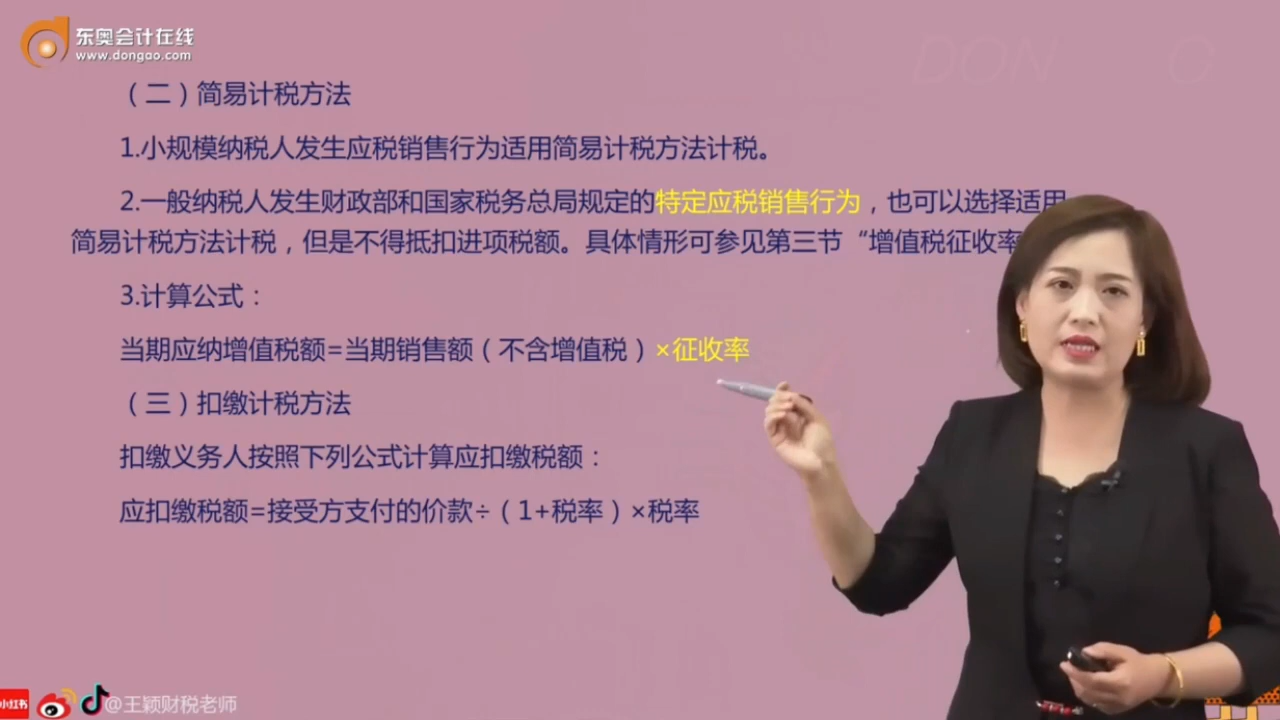 东奥会计在线
www.dongao.com
DON G
（二）简易计税方法
1.小规模纳税人发生应税销售行为适用简易计税方法计税。
2.一般纳税人发生财政部和国家税务总局规定的特定应税销售行为，也可以选择适用
简易计税方法计税，但是不得抵扣进项税额。具体情形可参见第三节“增值税征收率
3.计算公式：
当期应纳增值税额=当期销售额（不含增值税）×征收率
（三）扣缴计税方法
扣缴义务人按照下列公式计算应扣缴税额：
应扣缴税额=接受方支付的价款÷（1+税率）×税率
小红书
@王颖财税老师